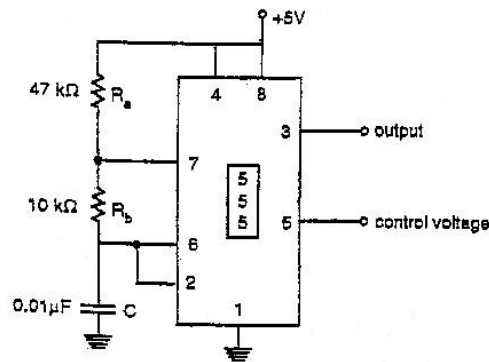 +5V
47 kΩ
Ra
4
8
3
output
7
5
5
5
10 kΩ
Rb
5
control voltage
6
2
0.01μF
C
1